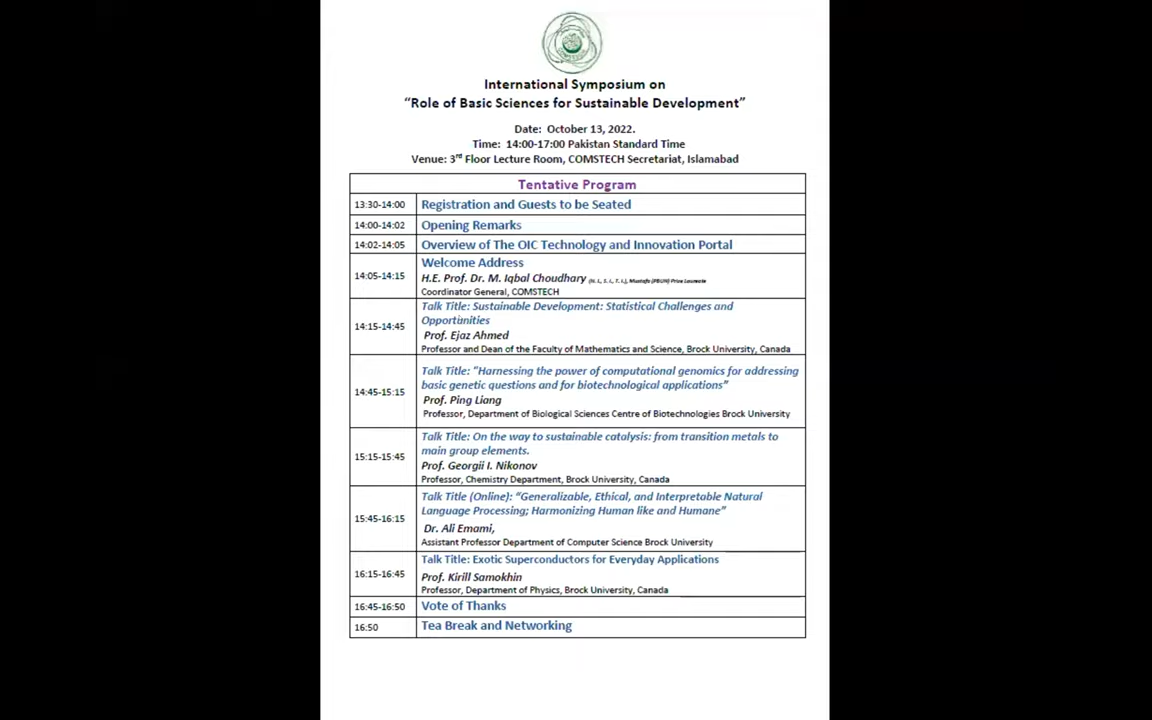 COMSTECH
International Symposium on
“Role of Basic Sciences for Sustainable Development”
Date: October 13, 2022.
Time: 14:00-17:00 Pakistan Standard Time
Venue: 3rd Floor Lecture Room, COMSTECH Secretariat, Islamabad
Tentative Program
13:30-14:00 Registration and Guests to be Seated
14:00-14:02 Opening Remarks
14:02-14:05 Overview of The OIC Technology and Innovation Portal
14:05-14:15 Welcome Address
H.E. Prof. Dr. M. Iqbal Choudhary (H. I., S. I., T. I.), Mustafa (PBUH) Prize Laureate
Coordinator General, COMSTECH
14:15-14:45 Talk Title: Sustainable Development: Statistical Challenges and
Opportunities
Prof. Ejaz Ahmed
Professor and Dean of the Faculty of Mathematics and Science, Brock University, Canada
14:45-15:15 Talk Title: “Harnessing the power of computational genomics for addressing
basic genetic questions and for biotechnological applications”
Prof. Ping Liang
Professor, Department of Biological Sciences Centre of Biotechnologies Brock University
15:15-15:45 Talk Title: On the way to sustainable catalysis: from transition metals to
main group elements.
Prof. Georgii I. Nikonov
Professor, Chemistry Department, Brock University, Canada
15:45-16:15 Talk Title (Online): “Generalizable, Ethical, and Interpretable Natural
Language Processing; Harmonizing Human like and Humane”
Dr. Ali Emami,
Assistant Professor Department of Computer Science Brock University
16:15-16:45 Talk Title: Exotic Superconductors for Everyday Applications
Prof. Kirill Samokhin
Professor, Department of Physics, Brock University, Canada
16:45-16:50 Vote of Thanks
16:50 Tea Break and Networking